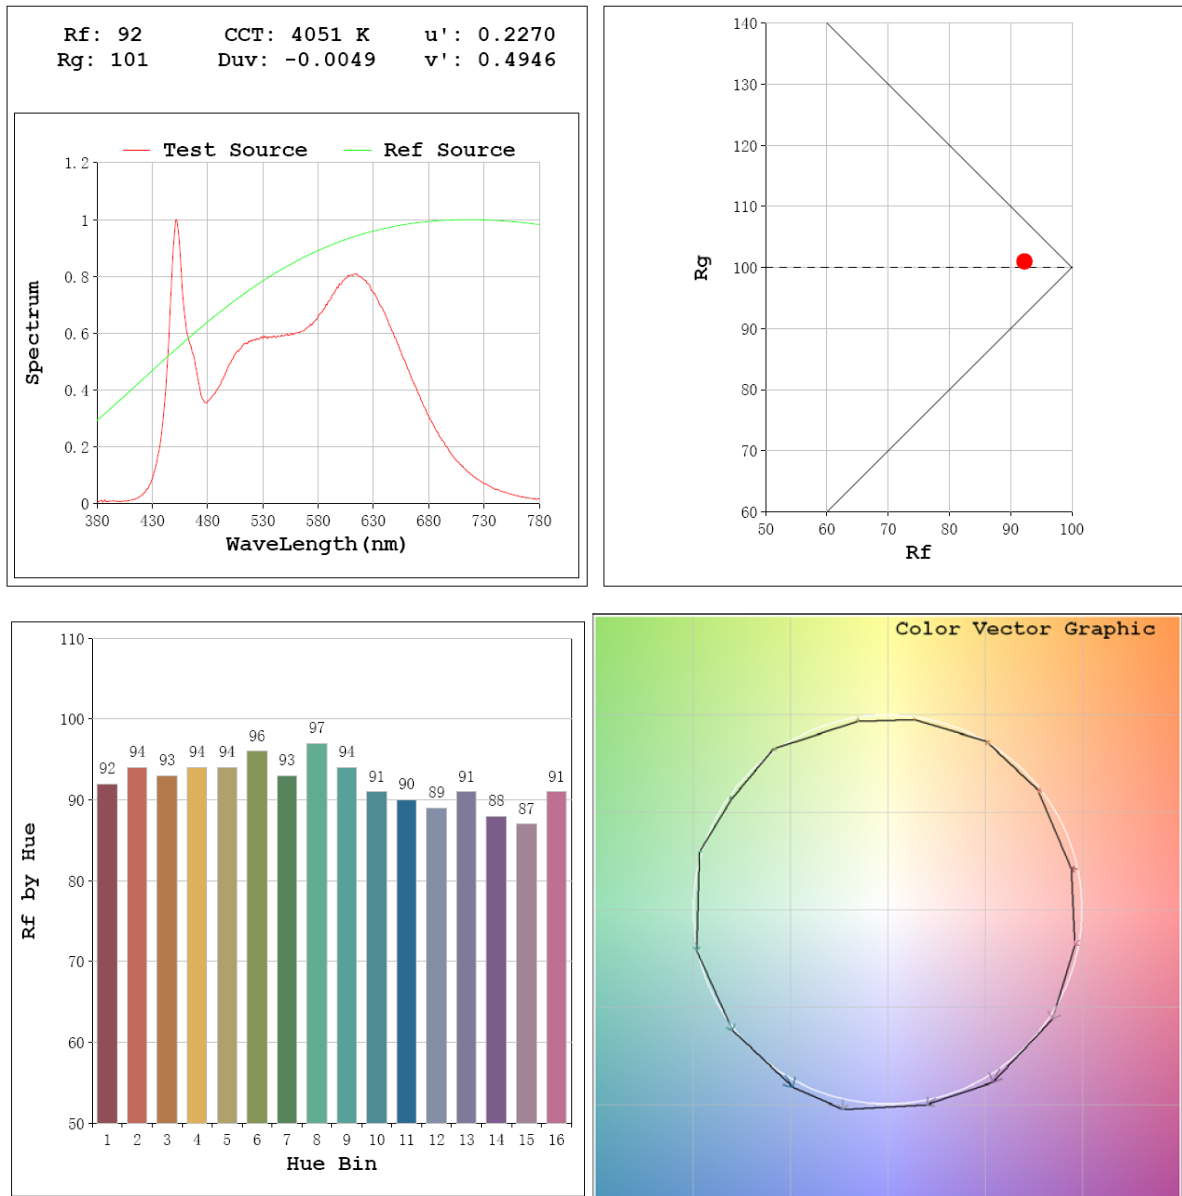 Rf: 92 CCT: 4051 K u': 0.2270
Rg: 101 Duv: -0.0049 v': 0.4946
Test Source Ref Source
1.2
1
0.8
0.6
0.4
0.2
0
Spectrum
380 430 480 530 580 630 680 730 780
WaveLength(nm)
140
130
120
110
100
90
80
70
60
Rg
50 60 70 80 90 100
Rf
110
100
90
80
70
60
50
Rf by Hue
92 94 93 94 94 96 93 97 94 91 90 89 91 88 87 91
1 2 3 4 5 6 7 8 9 10 11 12 13 14 15 16
Hue Bin
Color Vector Graphic